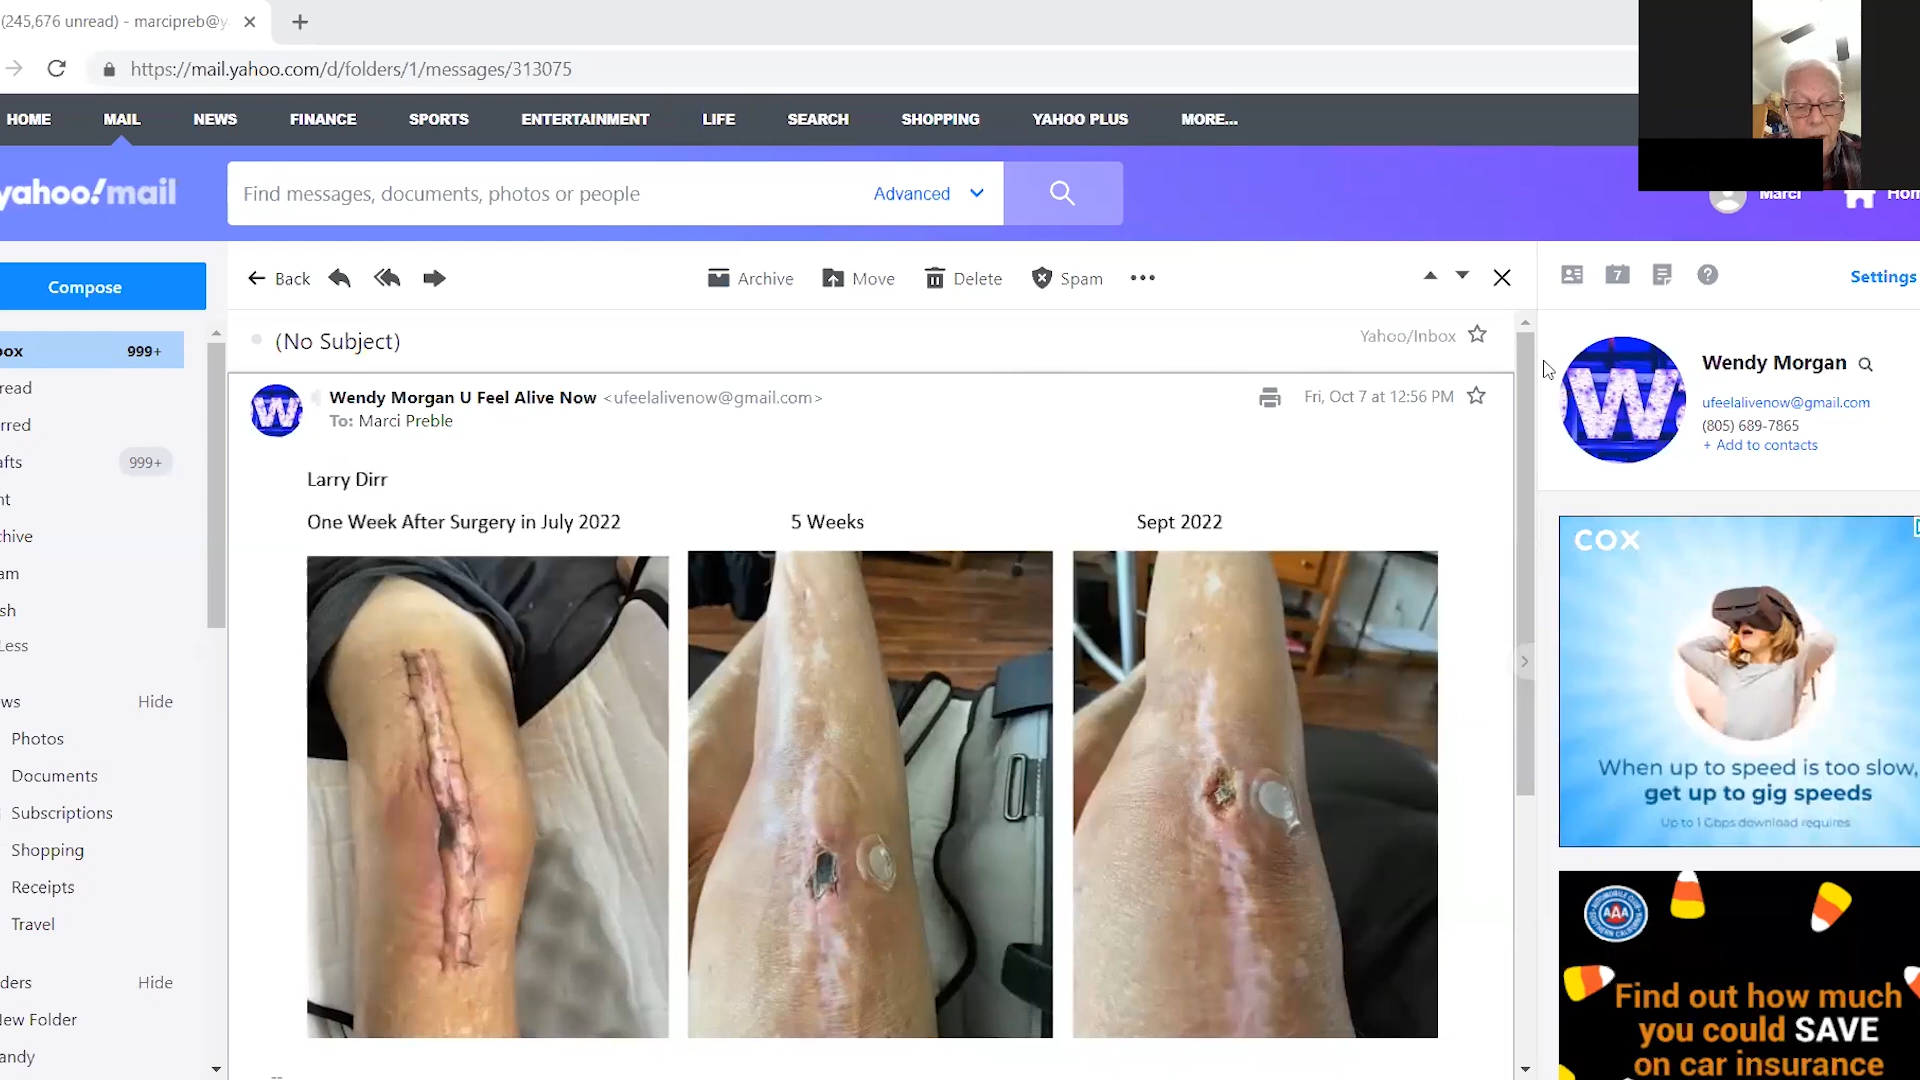 (245,676 unread) - marcipreb@y
https://mail.yahoo.com/d/folders/1/messages/313075
HOME MAIL NEWS FINANCE SPORTS ENTERTAINMENT LIFE SEARCH SHOPPING YAHOO PLUS MORE...
yahoo!mail
Find messages, documents, photos or people
Advanced
Marci
Hom
Compose
Back
Archive
Move
Delete
Spam
7
Settings
box 999+
read
rred
afts 999+
nt
chive
am
sh
Less
ws Hide
Photos
Documents
Subscriptions
Shopping
Receipts
Travel
ders Hide
New Folder
andy
(No Subject)
Yahoo/Inbox
W
Wendy Morgan U Feel Alive Now <ufeelalivenow@gmail.com>
Fri, Oct 7 at 12:56 PM
To: Marci Preble
Larry Dirr
One Week After Surgery in July 2022
5 Weeks
Sept 2022
--
W
Wendy Morgan
ufeelalivenow@gmail.com
(805) 689-7865
+ Add to contacts
COX
When up to speed is too slow,
get up to gig speeds
Up to 1 Gbps download requires
AAA
Find out how much
you could SAVE
on car insurance